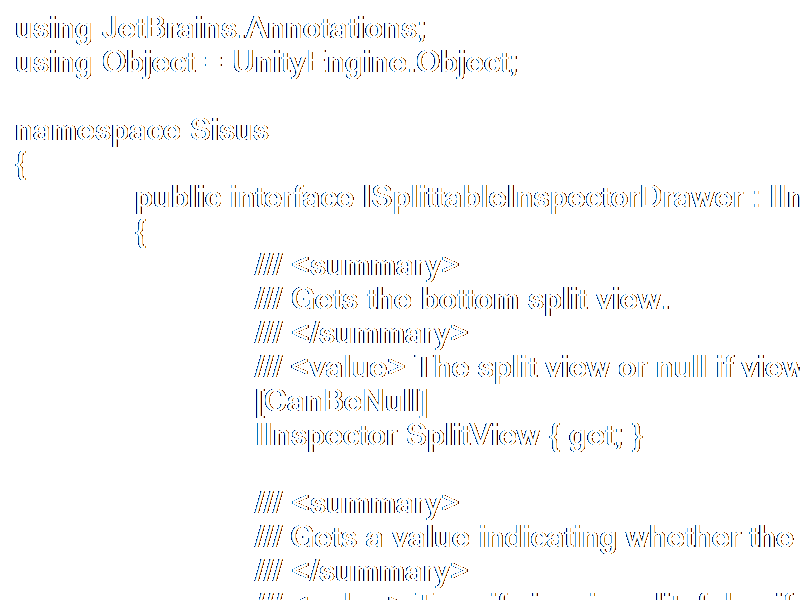 using JetBrains.Annotations;
using Object = UnityEngine.Object;
namespace Sisus
{
public interface ISplittableInspectorDrawer :
{
/// <summary>
/// Gets the bottom split view.
/// </summary>
/// <value> The split view or null if view
[CanBeNull]
IInspector SplitView { get; }
/// <summary>
/// Gets a value indicating whether the
/// </summary>